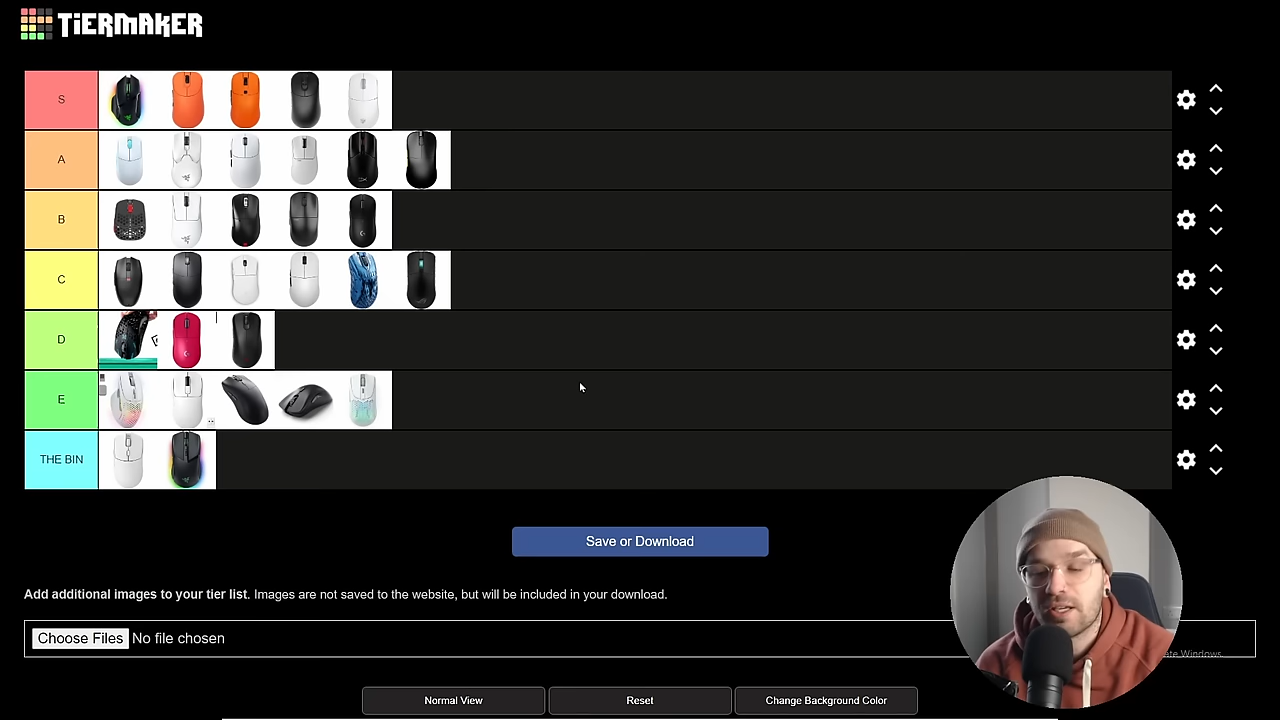 TiERMAKER
S
A
B
C
D
E
THE BIN
Save or Download
Add additional images to your tier list. Images are not saved to the website, but will be included in your download.
Choose Files No file chosen
ate Windows
Normal View
Reset
Change Background Color